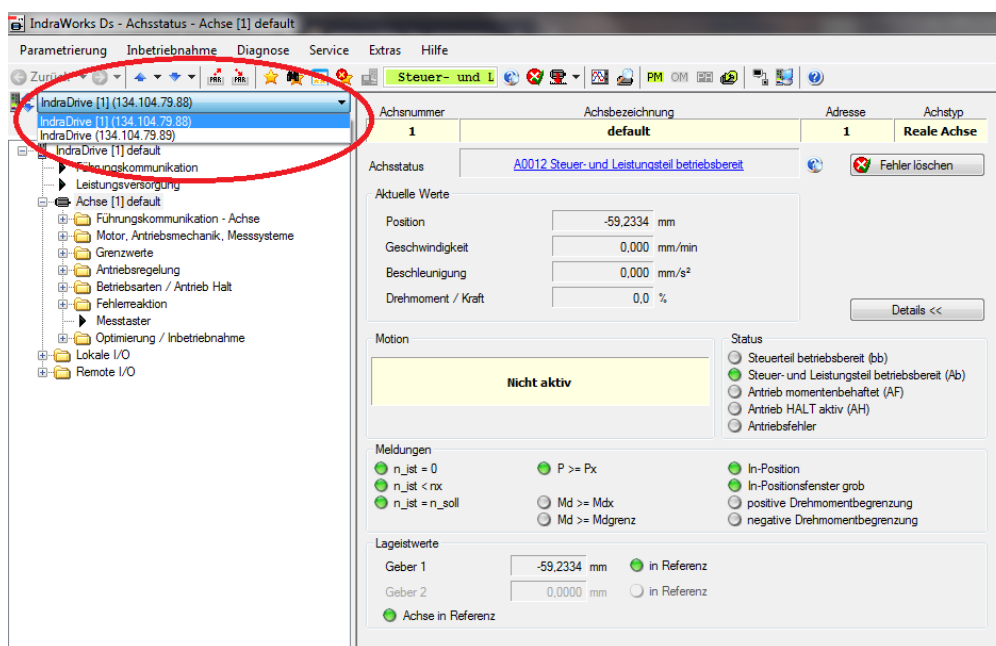 IndraWorks Ds - Achsstatus - Achse [1] default
Parametrierung Inbetriebnahme Diagnose Service Extras Hilfe
Zurück PAR PAR Steuer- und L PM OM
IndraDrive [1] (134.104.79.88)
IndraDrive [1] (134.104.79.88)
IndraDrive (134.104.79.89)
IndraDrive [1] default
Führungskommunikation
Leistungsversorgung
Achse [1] default
Führungskommunikation - Achse
Motor, Antriebsmechanik, Messsysteme
Grenzwerte
Antriebsregelung
Betriebsarten / Antrieb Halt
Fehlerreaktion
Messtaster
Optimierung / Inbetriebnahme
Lokale I/O
Remote I/O
Achsnummer Achsbezeichnung Adresse Achstyp
1 default 1 Reale Achse
Achsstatus A0012 Steuer- und Leistungsteil betriebsbereit Fehler löschen
Aktuelle Werte
Position -59,2334 mm
Geschwindigkeit 0,000 mm/min
Beschleunigung 0,000 mm/s²
Drehmoment / Kraft 0,0 %
Details <<
Motion
Nicht aktiv
Status
Steuerteil betriebsbereit (bb)
Steuer- und Leistungsteil betriebsbereit (Ab)
Antrieb momentenbehaftet (AF)
Antrieb HALT aktiv (AH)
Antriebsfehler
Meldungen
n_ist = 0 P >= Px In-Position
n_ist < nx In-Positionsfenster grob
n_ist = n_soll Md >= Mdx positive Drehmomentbegrenzung
Md >= Mdgrenz negative Drehmomentbegrenzung
Lageistwerte
Geber 1 -59,2334 mm in Referenz
Geber 2 0,0000 mm in Referenz
Achse in Referenz